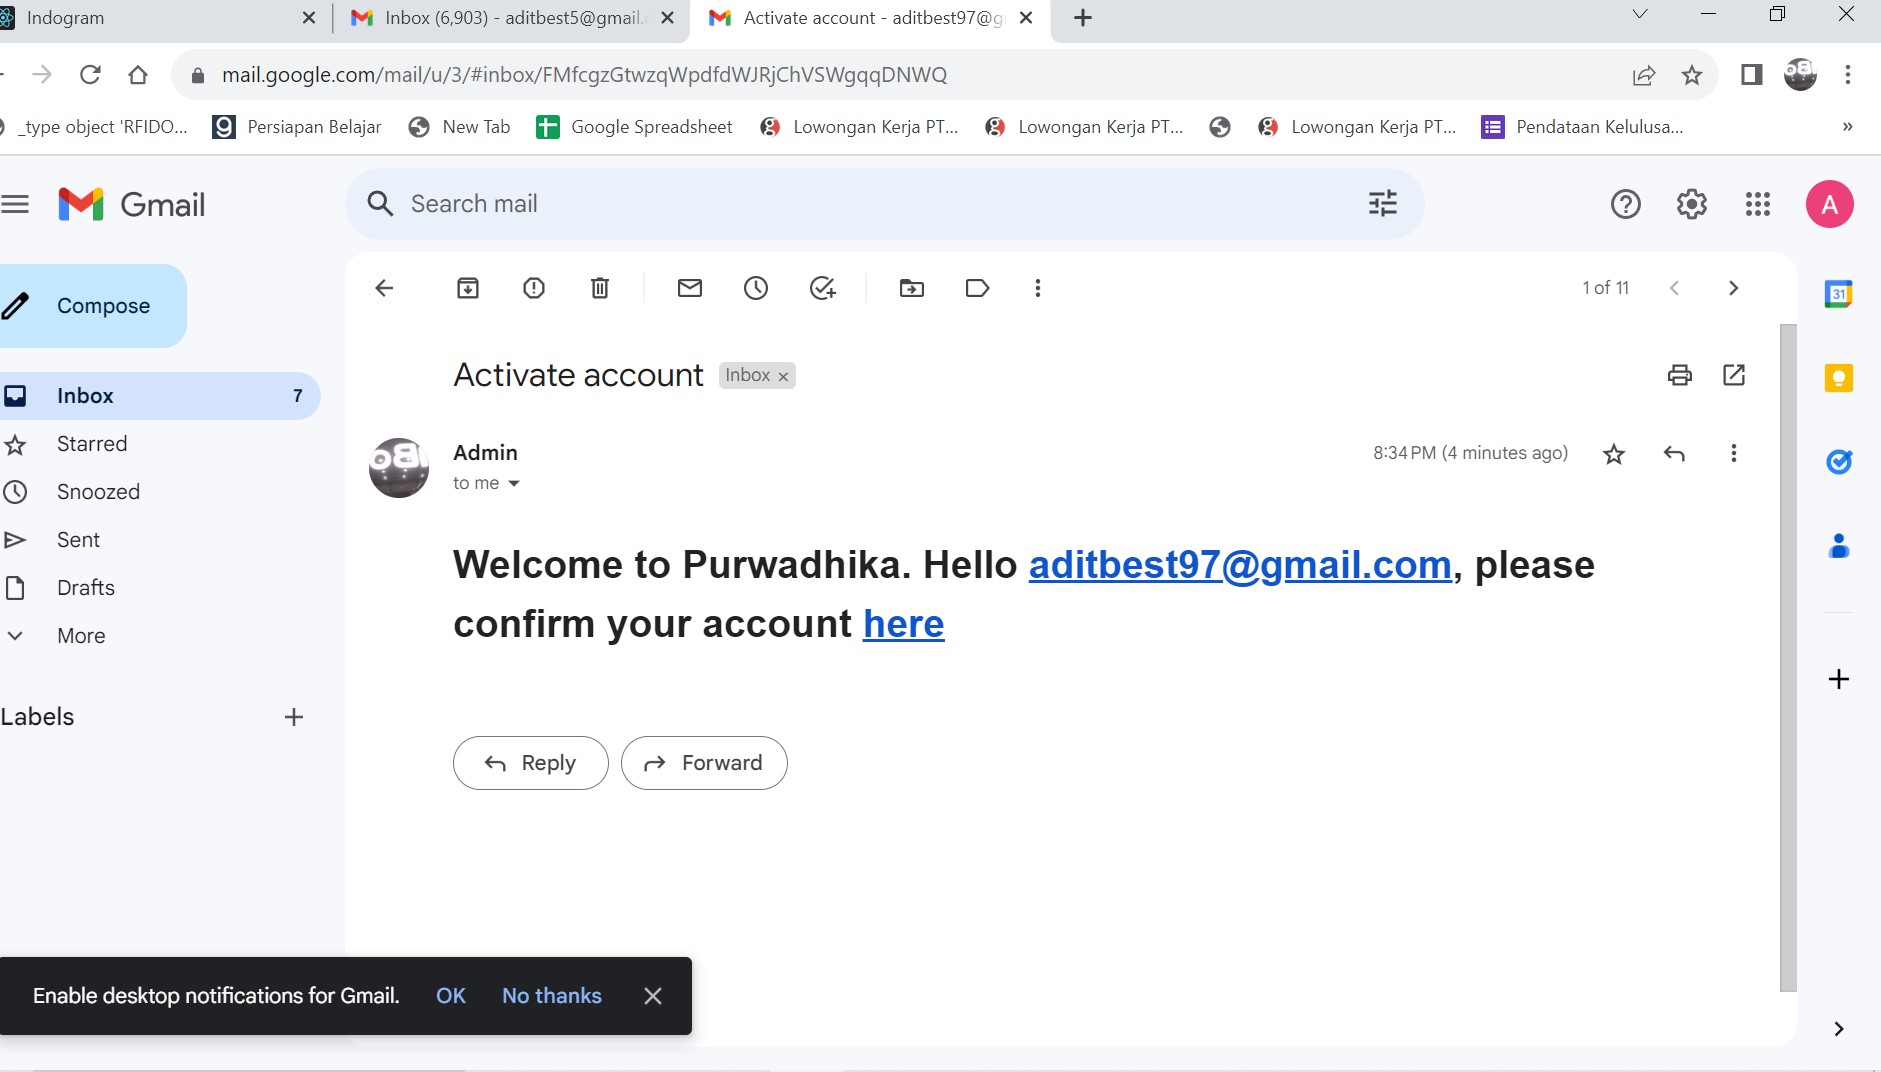 Indogram
Inbox (6,903) - aditbest5@gmail.
Activate account - aditbest97@g
mail.google.com/mail/u/3/#inbox/FMfcgzGtwzqWpdfdWJRjChVSWgqqDNWQ
_type object 'RFIDO...
Persiapan Belajar
New Tab
Google Spreadsheet
Lowongan Kerja PT...
Lowongan Kerja PT...
Lowongan Kerja PT...
Pendataan Kelulusa...
»
Gmail
Search mail
A
Compose
1 of 11
31
Activate account
Inbox ×
Inbox 7
Starred
Snoozed
Sent
Drafts
More
Labels
Admin
8:34 PM (4 minutes ago)
to me
Welcome to Purwadhika. Hello aditbest97@gmail.com, please
confirm your account here
Reply
Forward
Enable desktop notifications for Gmail. OK No thanks